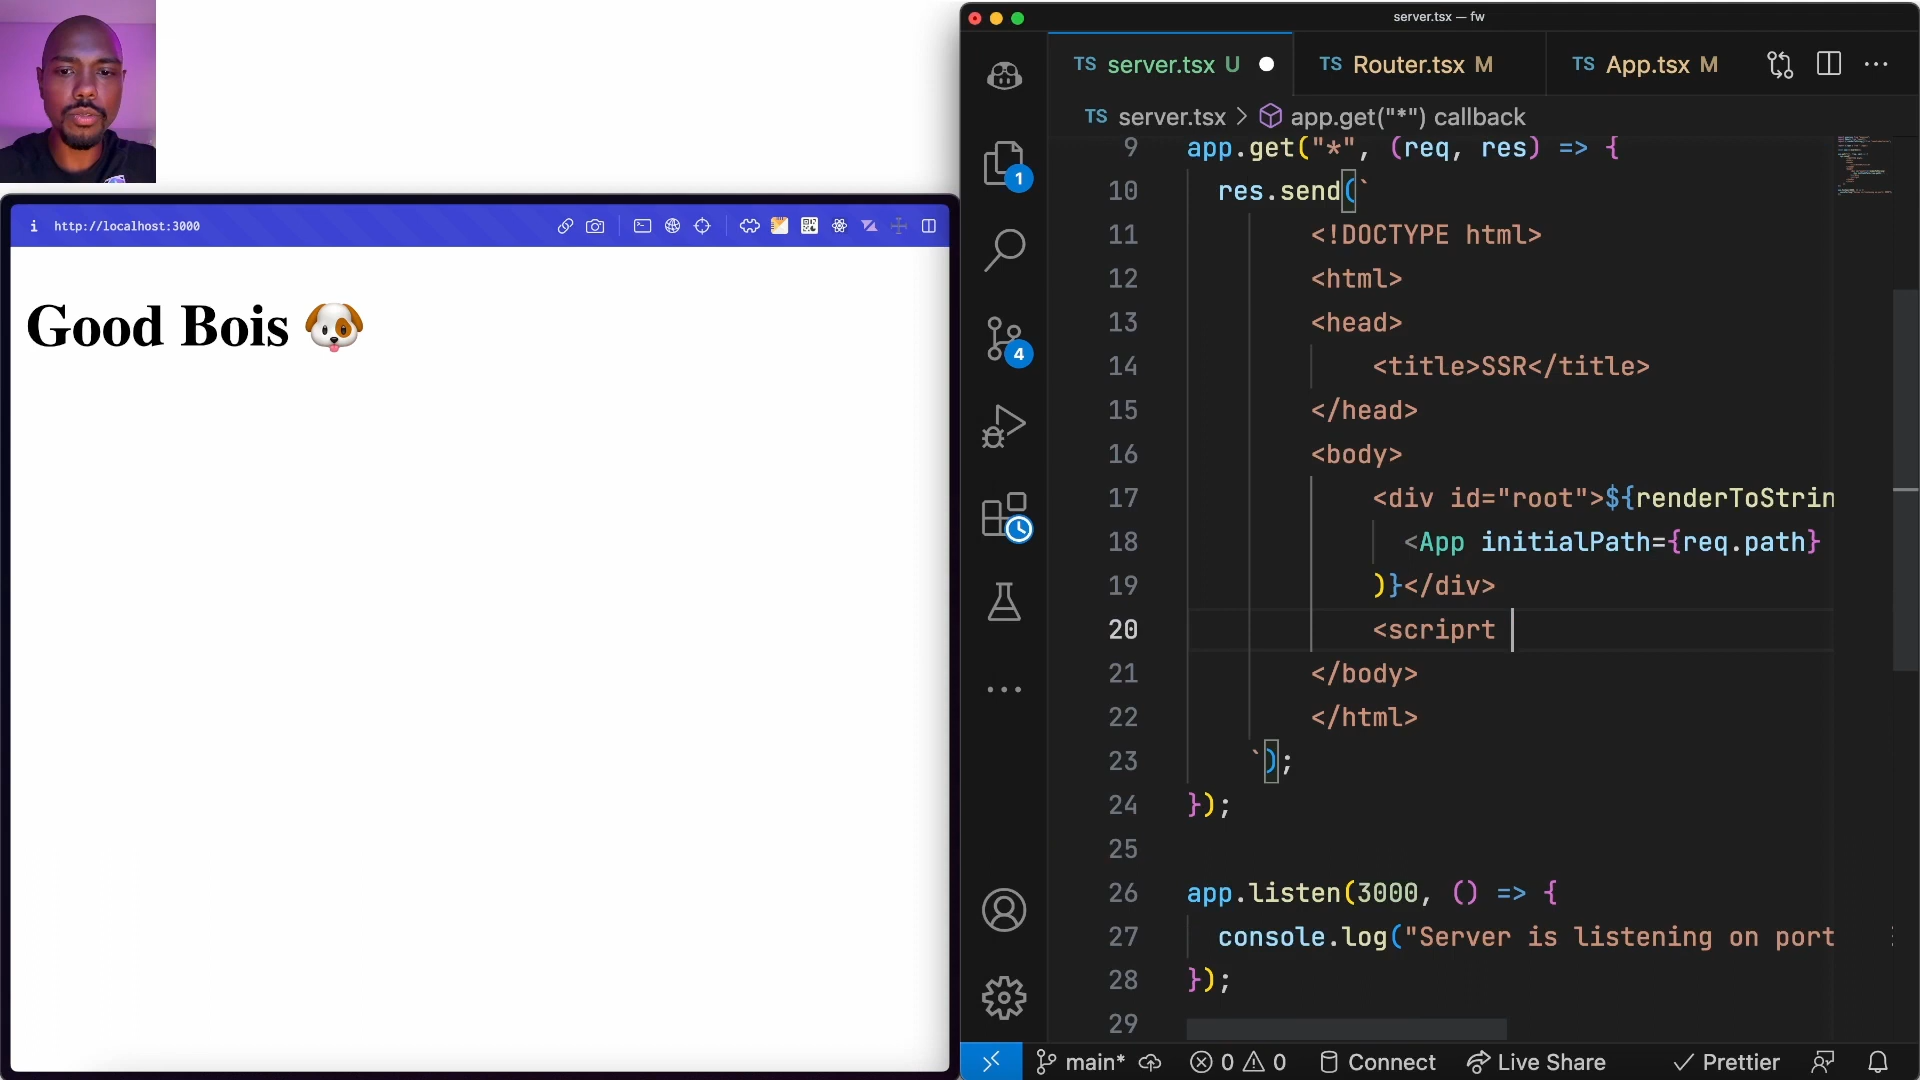 http://localhost:3000
Good Bois 🐶
server.tsx — fw
TS server.tsx U
TS Router.tsx M
TS App.tsx M
TS server.tsx > app.get("*") callback
9 app.get("*", (req, res) => {
10 res.send(`
11 <!DOCTYPE html>
12 <html>
13 <head>
14 <title>SSR</title>
15 </head>
16 <body>
17 <div id="root">${renderToStrin
18 <App initialPath={req.path}
19 )}</div>
20 <scriprt
21 </body>
22 </html>
23 `);
24 });
25
26 app.listen(3000, () => {
27 console.log("Server is listening on port
28 });
29
1
4
main* 0 0 Connect Live Share Prettier